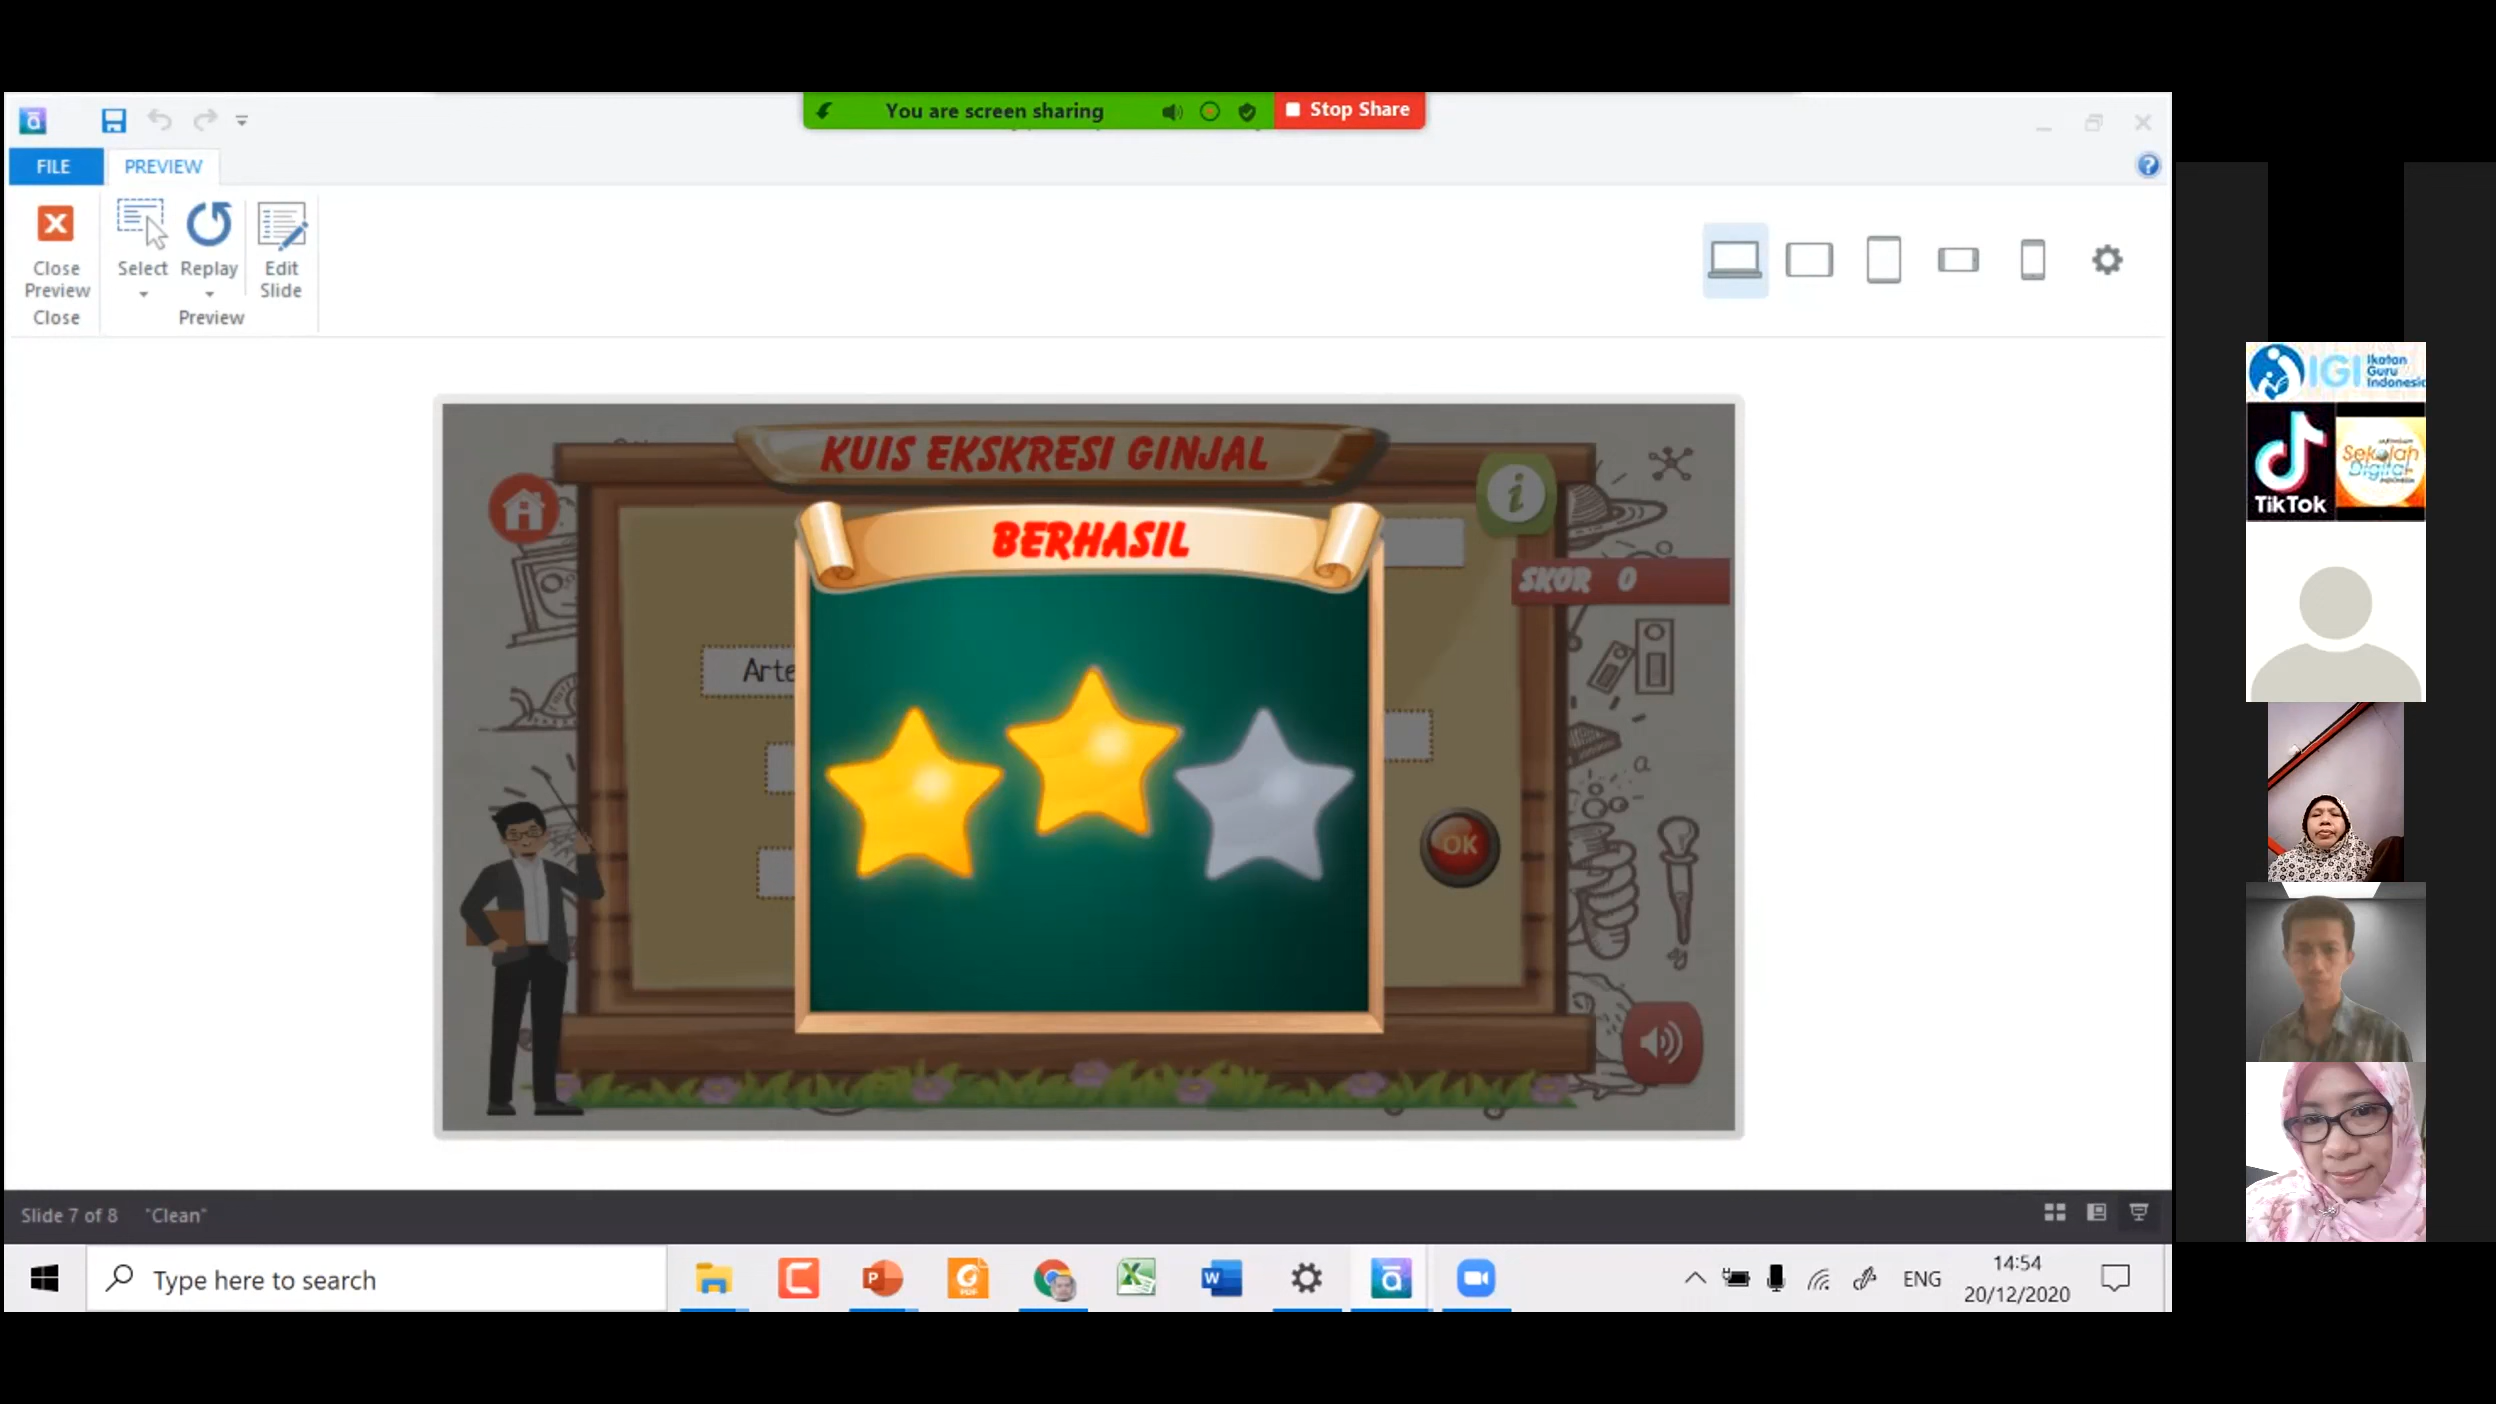 You are screen sharing
Stop Share
FILE
PREVIEW
Close
Preview
Close
Select
Replay
Edit
Slide
Preview
KUIS EKSKRESI GINJAL
BERHASIL
SKOR 0
Arte
OK
IGI
Ikatan
Guru
Indonesia
TikTok
Sekolah
Digital
Slide 7 of 8
"Clean"
Type here to search
ENG
14:54
20/12/2020